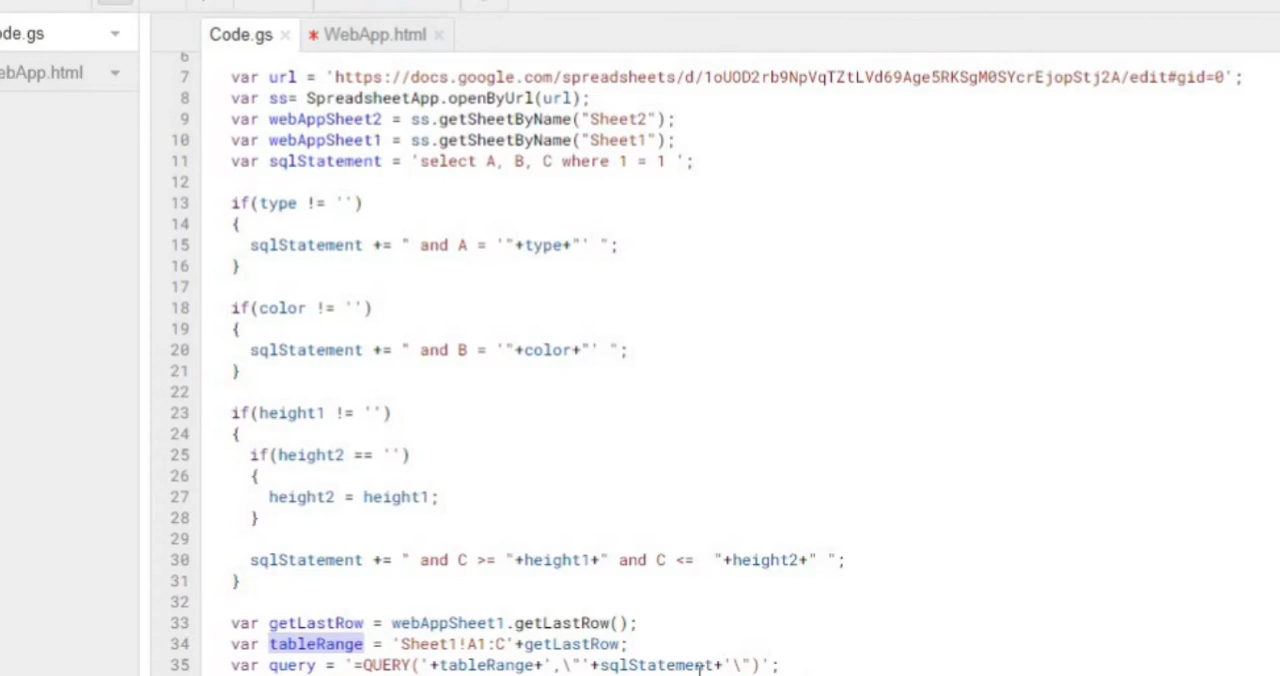 de.gs
Code.gs
* WebApp.html
ebApp.html
6
7 var url = 'https://docs.google.com/spreadsheets/d/1oUOD2rb9NpVqTZtLVd69Age5RKSgM0SYcrEjopStj2A/edit#gid=0';
8 var ss= SpreadsheetApp.openByUrl(url);
9 var webAppSheet2 = ss.getSheetByName("Sheet2");
10 var webAppSheet1 = ss.getSheetByName("Sheet1");
11 var sqlStatement = 'select A, B, C where 1 = 1 ';
12
13 if(type != '')
14 {
15 sqlStatement += " and A = '"+type+"' ";
16 }
17
18 if(color != '')
19 {
20 sqlStatement += " and B = '"+color+"' ";
21 }
22
23 if(height1 != '')
24 {
25 if(height2 == '')
26 {
27 height2 = height1;
28 }
29
30 sqlStatement += " and C >= "+height1+" and C <=  "+height2+" ";
31 }
32
33 var getLastRow = webAppSheet1.getLastRow();
34 var tableRange = 'Sheet1!A1:C'+getLastRow;
35 var query = '=QUERY('+tableRange+',\"'+sqlStatement+'\")';